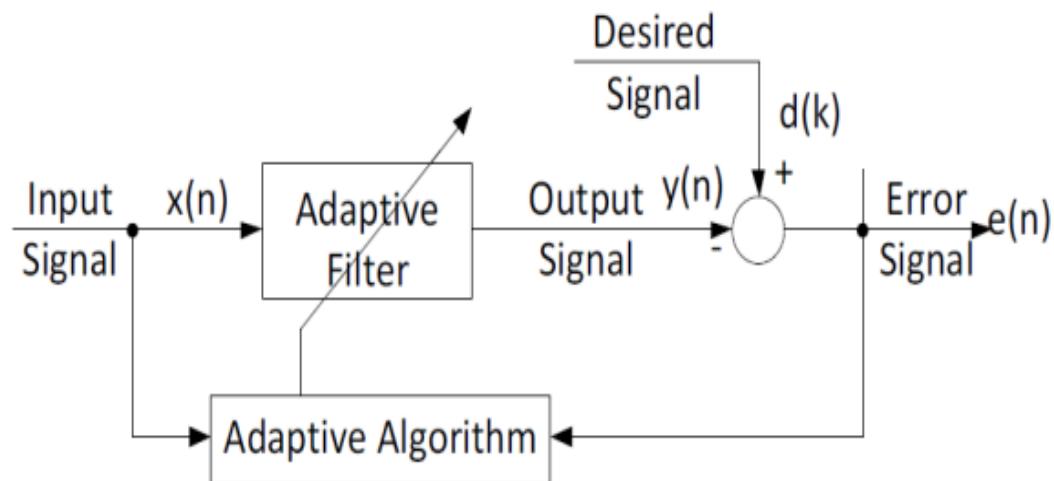 Desired
Signal
d(k)
+
Input
Signal
x(n)
Adaptive
Filter
Output
Signal
y(n)
-
Error
Signal
e(n)
Adaptive Algorithm